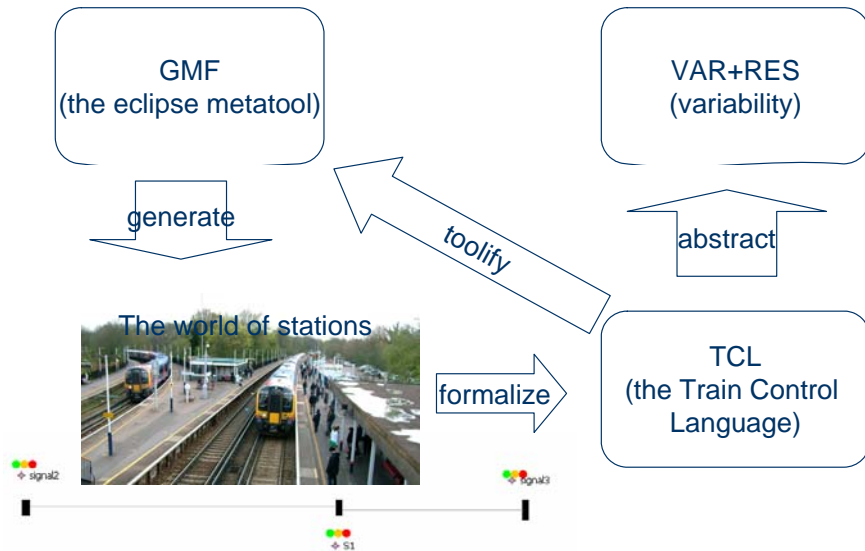 GMF
(the eclipse metatool)
VAR+RES
(variability)
generate
toolify
abstract
The world of stations
formalize
TCL
(the Train Control
Language)
signal2
signal3
S1